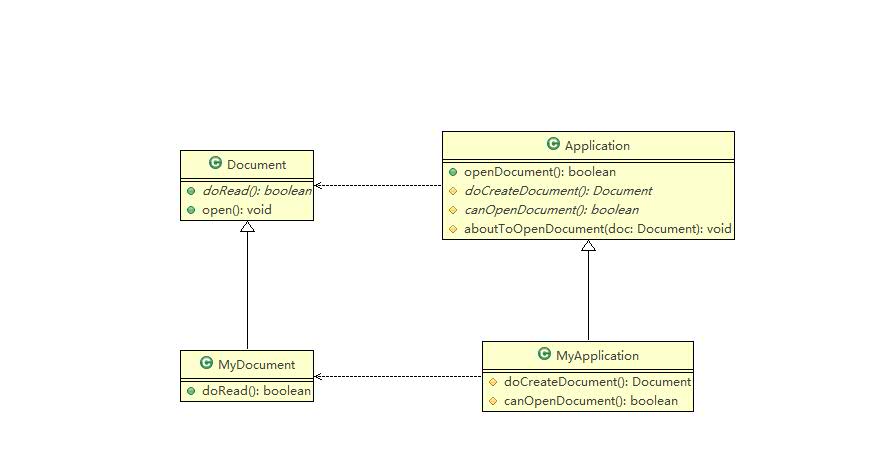 C Document
doRead(): boolean
open(): void
C Application
openDocument(): boolean
doCreateDocument(): Document
canOpenDocument(): boolean
aboutToOpenDocument(doc: Document): void
C MyDocument
doRead(): boolean
C MyApplication
doCreateDocument(): Document
canOpenDocument(): boolean